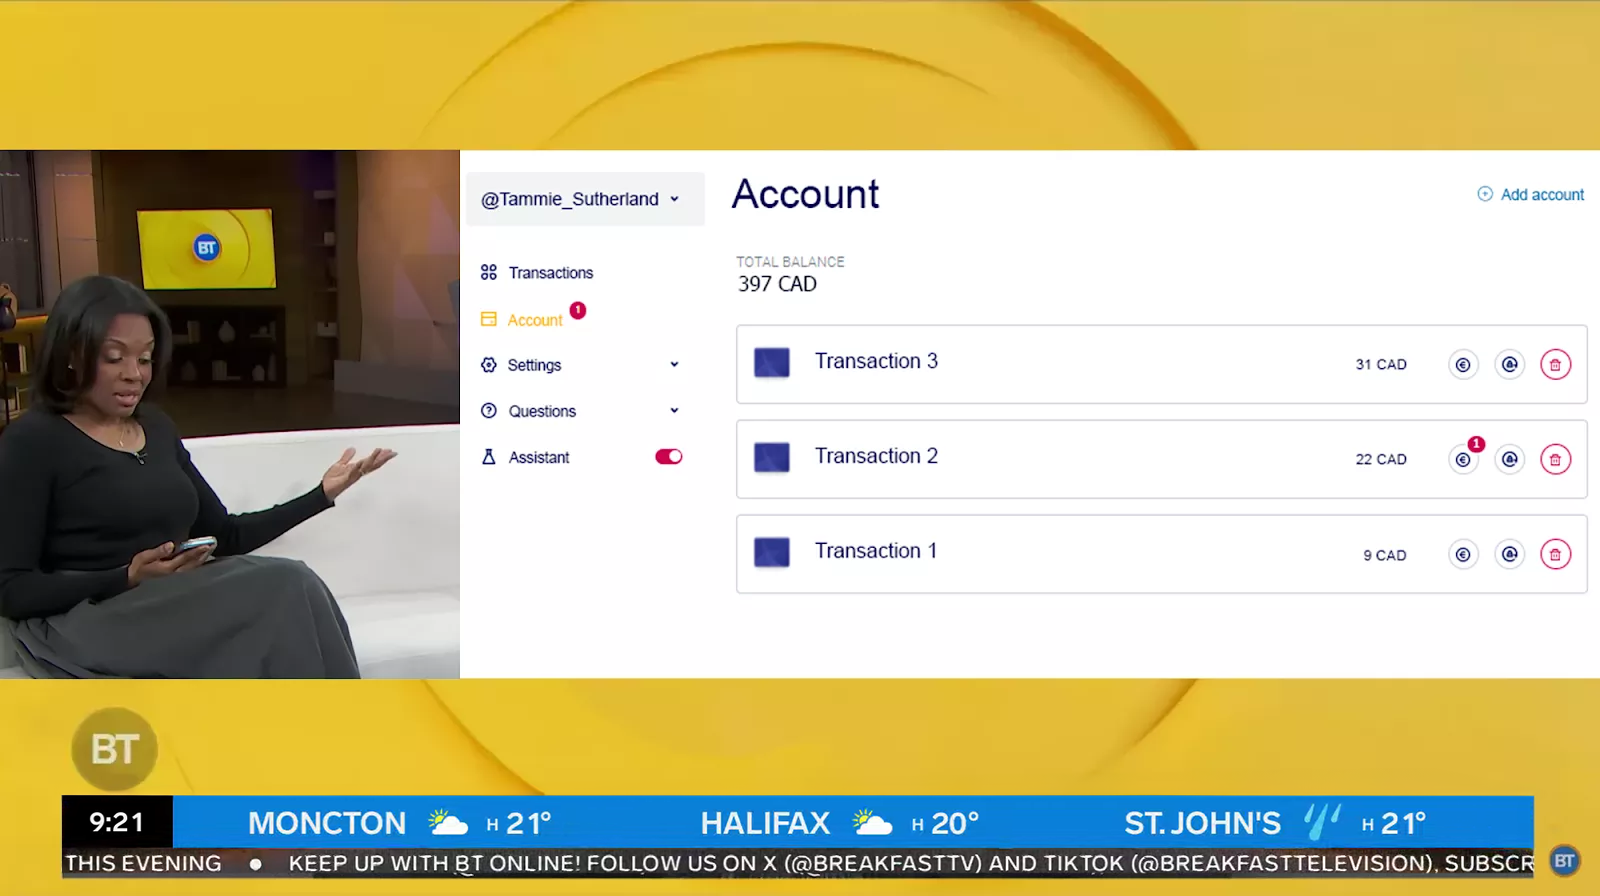 BT
@Tammie_Sutherland
Transactions
Account
1
Settings
Questions
Assistant
Account
Add account
TOTAL BALANCE
397 CAD
Transaction 3
31 CAD
Transaction 2
22 CAD
1
Transaction 1
9 CAD
BT
9:21
MONCTON H 21°
HALIFAX H 20°
ST. JOHN'S H 21°
THIS EVENING ● KEEP UP WITH BT ONLINE! FOLLOW US ON X (@BREAKFASTTV) AND TIKTOK (@BREAKFASTTELEVISION), SUBSCR
BT